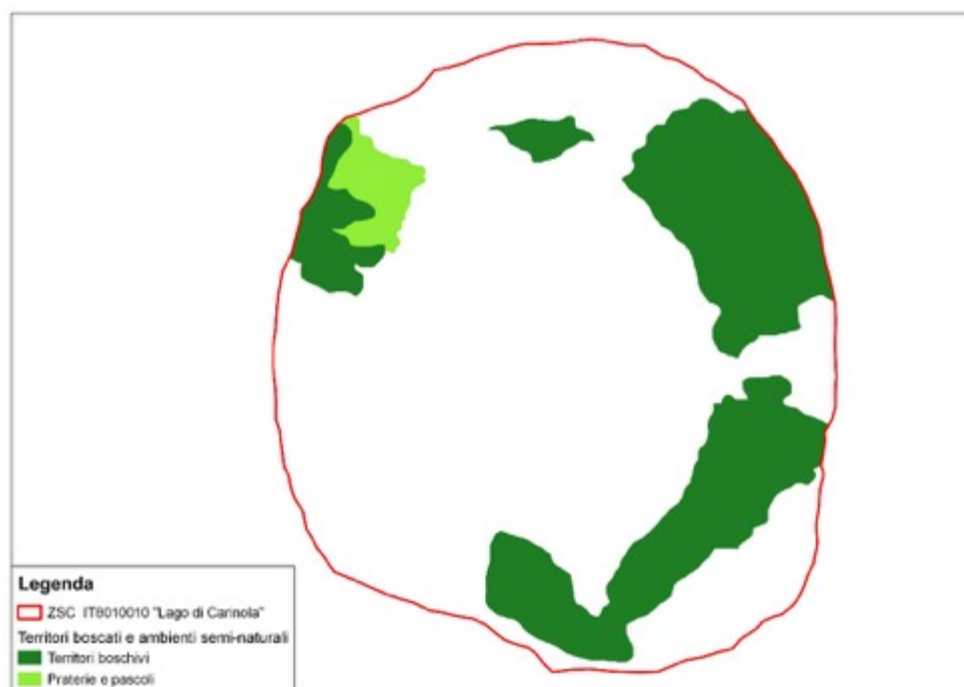 Legenda
ZSC IT8010010 "Lago di Carinola"
Territori boscati e ambienti semi-naturali
Territori boschivi
Praterie e pascoli